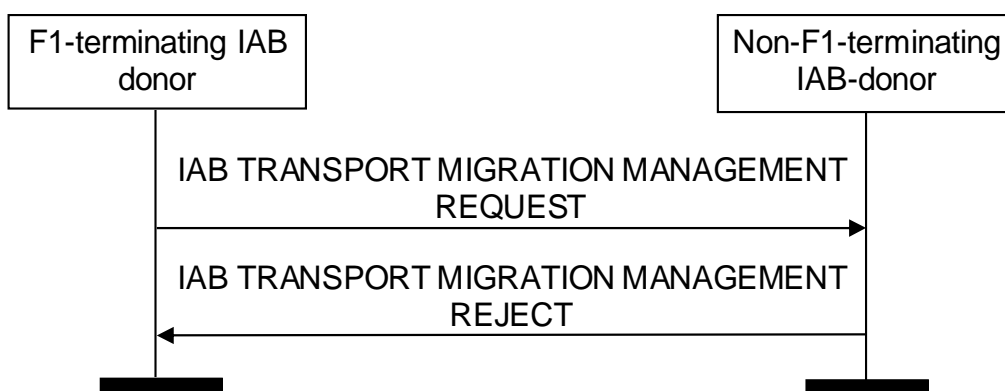 F1-terminating IAB
donor
Non-F1-terminating
IAB-donor
IAB TRANSPORT MIGRATION MANAGEMENT
REQUEST
IAB TRANSPORT MIGRATION MANAGEMENT
REJECT